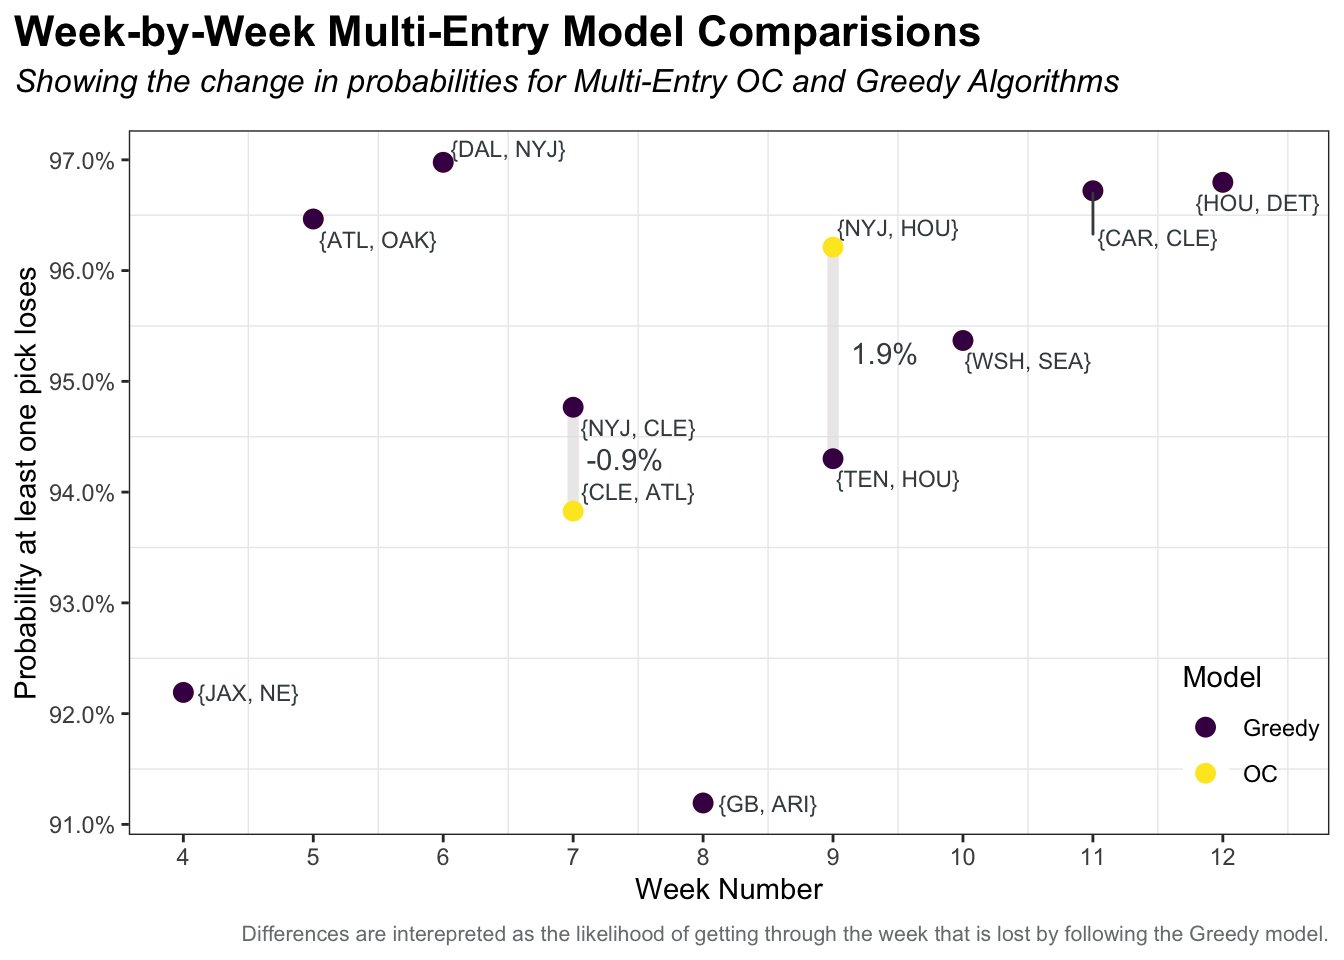 Week-by-Week Multi-Entry Model Comparisions
Showing the change in probabilities for Multi-Entry OC and Greedy Algorithms
Probability at least one pick loses
97.0%
96.0%
95.0%
94.0%
93.0%
92.0%
91.0%
{DAL, NYJ}
{ATL, OAK}
{NYJ, HOU}
{HOU, DET}
{CAR, CLE}
1.9%
{WSH, SEA}
{NYJ, CLE}
-0.9%
{CLE, ATL}
{TEN, HOU}
{JAX, NE}
{GB, ARI}
Model
Greedy
OC
4 5 6 7 8 9 10 11 12
Week Number
Differences are interepreted as the likelihood of getting through the week that is lost by following the Greedy model.